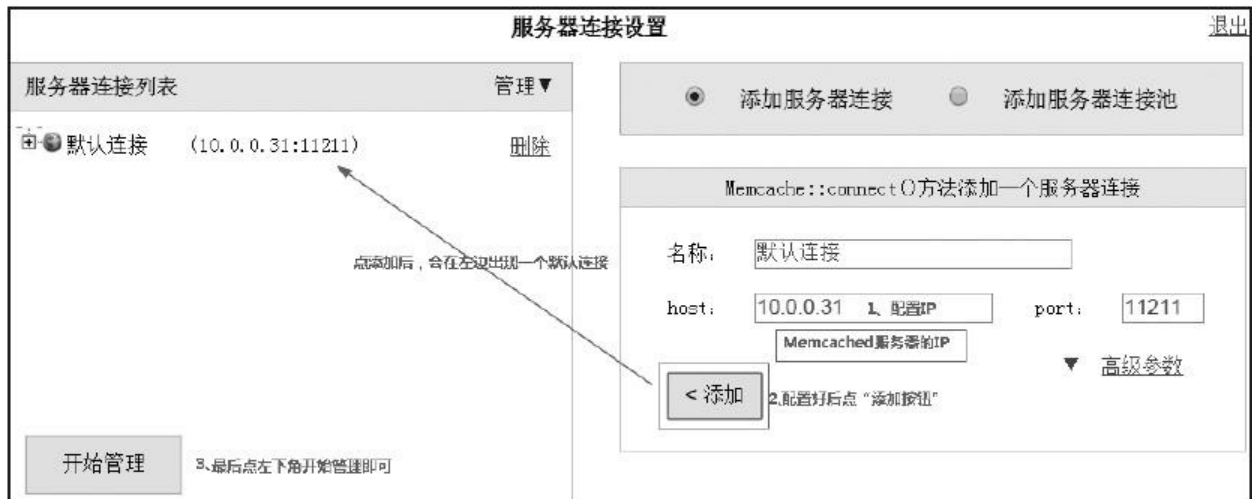 服务器连接设置
退出
服务器连接列表 管理▼
默认连接 (10.0.0.31:11211) 删除
点添加后，会在左边出现一个默认连接
开始管理
3、最后点左下角开始管理即可
添加服务器连接 添加服务器连接池
Memcache::connect()方法添加一个服务器连接
名称: 默认连接
host: 10.0.0.31 1、配置IP port: 11211
Memcached服务器的IP
▼ 高级参数
< 添加 2、配置好后点“添加按钮”